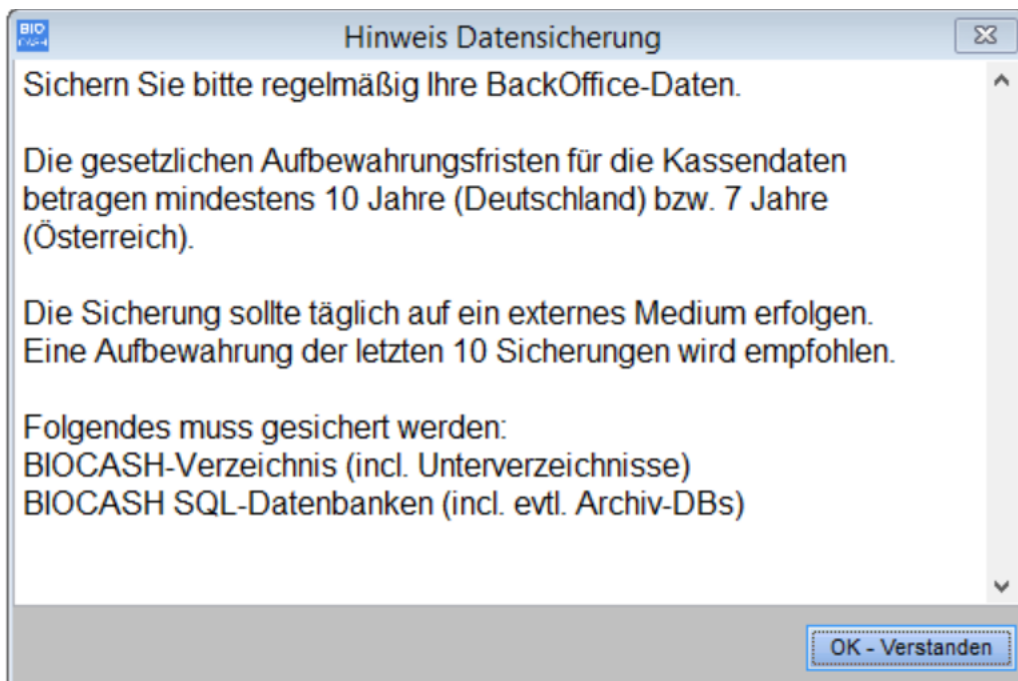 BIO
CASH
Hinweis Datensicherung
Sichern Sie bitte regelmäßig Ihre BackOffice-Daten.
Die gesetzlichen Aufbewahrungsfristen für die Kassendaten
betragen mindestens 10 Jahre (Deutschland) bzw. 7 Jahre
(Österreich).
Die Sicherung sollte täglich auf ein externes Medium erfolgen.
Eine Aufbewahrung der letzten 10 Sicherungen wird empfohlen.
Folgendes muss gesichert werden:
BIOCASH-Verzeichnis (incl. Unterverzeichnisse)
BIOCASH SQL-Datenbanken (incl. evtl. Archiv-DBs)
OK - Verstanden